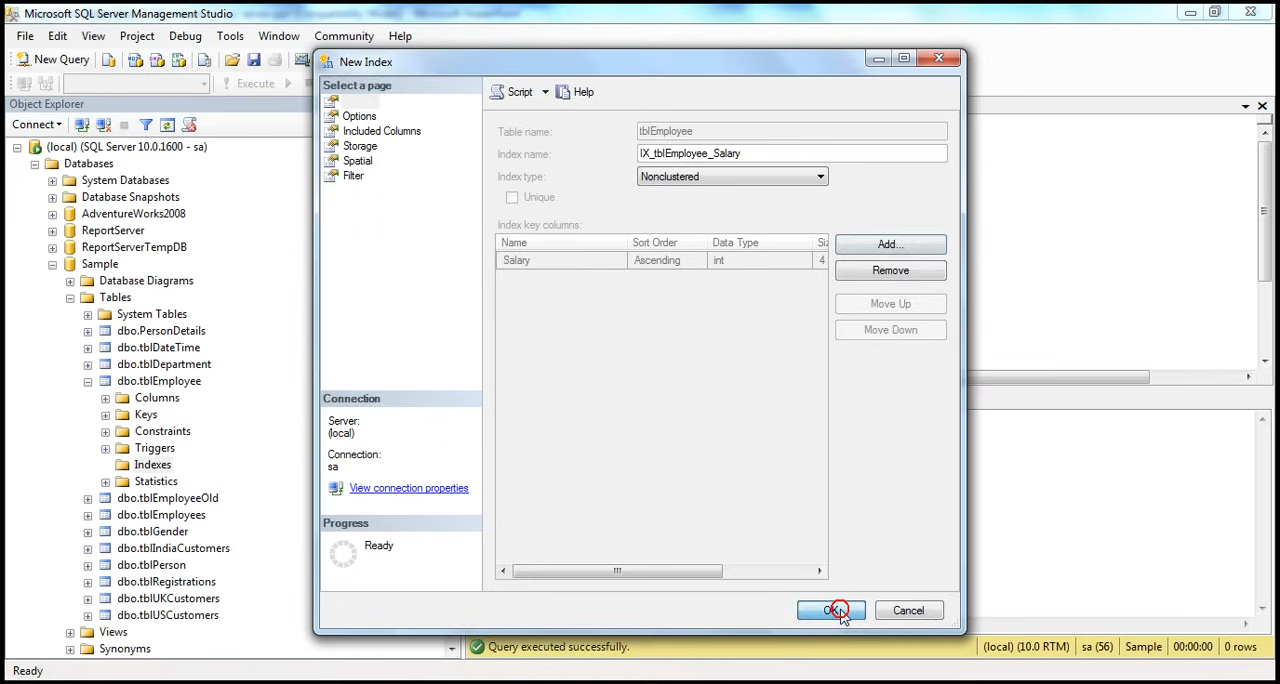 Microsoft SQL Server Management Studio
File Edit View Project Debug Tools Window Community Help
New Query
Execute
Object Explorer
Connect
(local) (SQL Server 10.0.1600 - sa)
Databases
System Databases
Database Snapshots
AdventureWorks2008
ReportServer
ReportServerTempDB
Sample
Database Diagrams
Tables
System Tables
dbo.PersonDetails
dbo.tblDateTime
dbo.tblDepartment
dbo.tblEmployee
Columns
Keys
Constraints
Triggers
Indexes
Statistics
dbo.tblEmployeeOld
dbo.tblEmployees
dbo.tblGender
dbo.tblIndiaCustomers
dbo.tblPerson
dbo.tblRegistrations
dbo.tblUKCustomers
dbo.tblUSCustomers
Views
Synonyms
New Index
Select a page
Options
Included Columns
Storage
Spatial
Filter
Connection
Server:
(local)
Connection:
sa
View connection properties
Progress
Ready
Script Help
Table name: tblEmployee
Index name: IX_tblEmployee_Salary
Index type: Nonclustered
Unique
Index key columns:
Name Sort Order Data Type
Salary Ascending int 4
Add...
Remove
Move Up
Move Down
OK Cancel
Query executed successfully. (local) (10.0 RTM) sa (56) Sample 00:00:00 0 rows
Ready